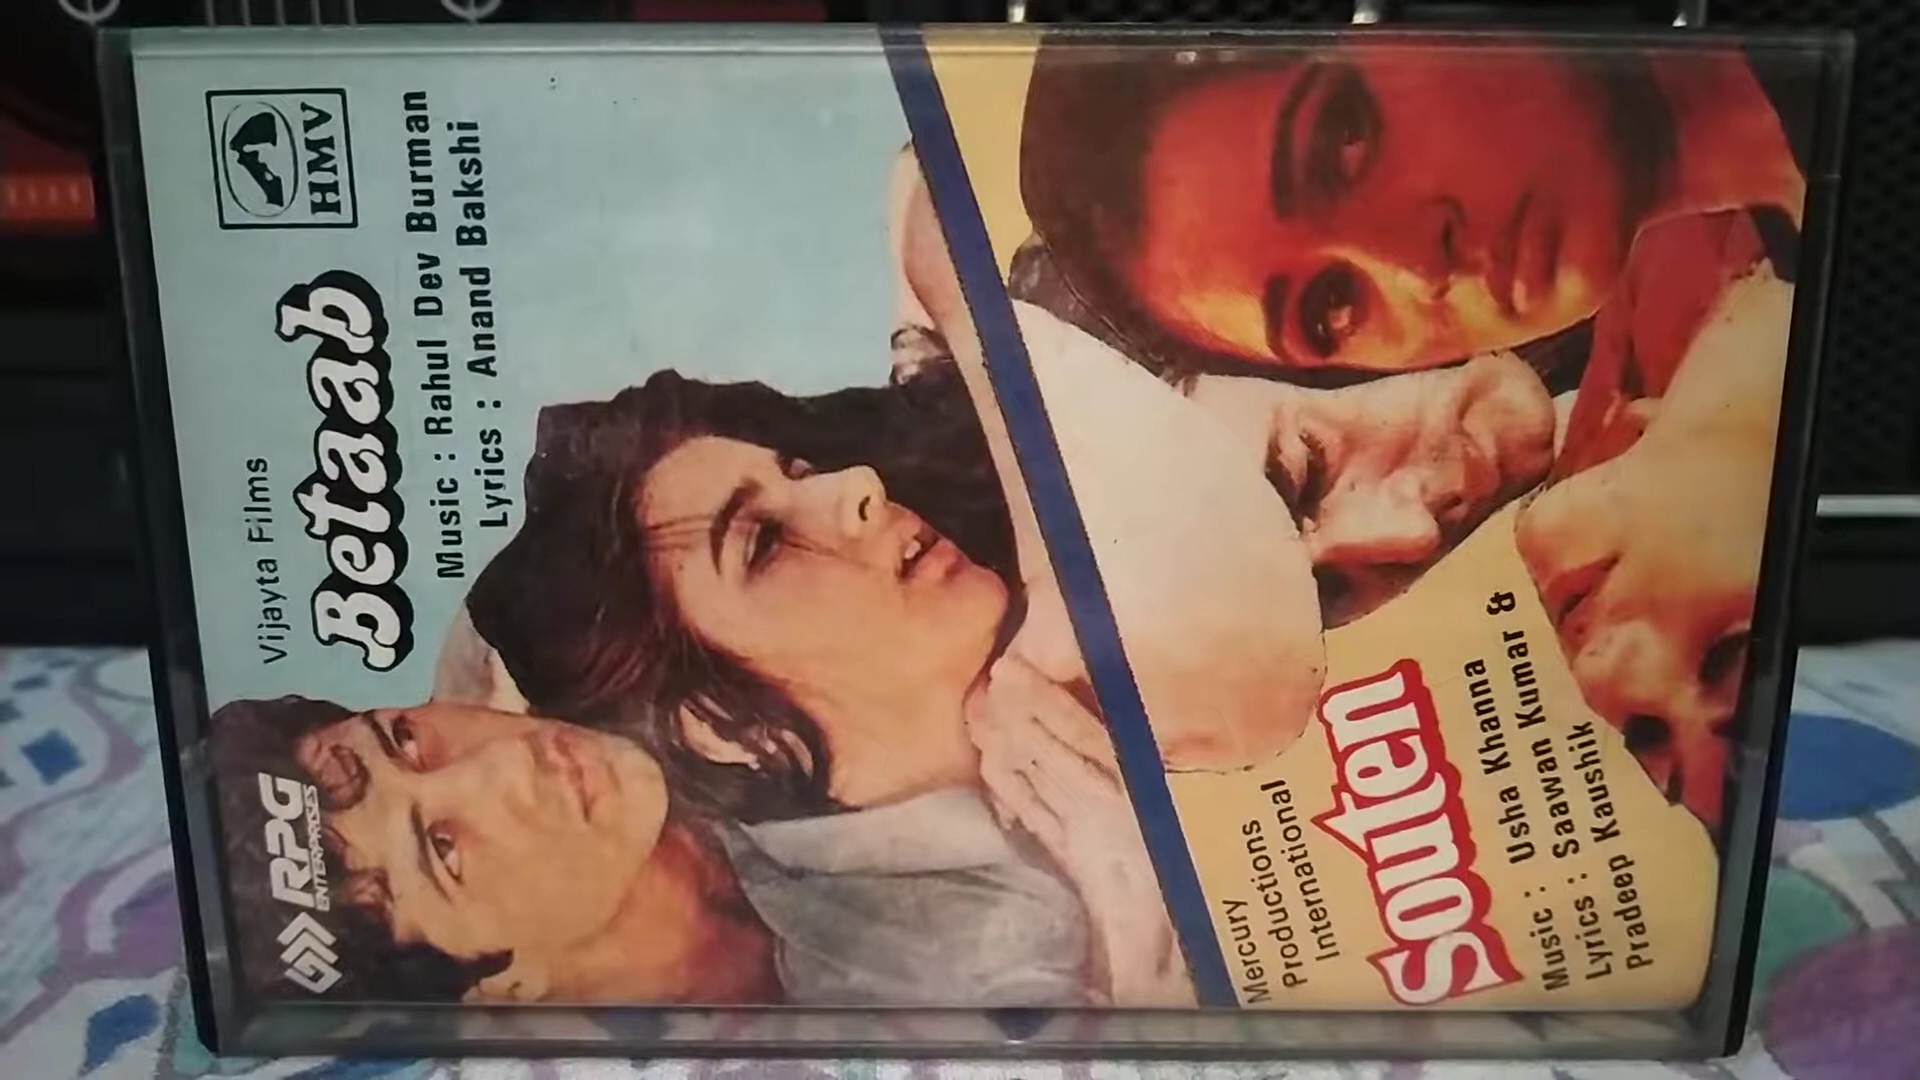 HMV
Vijayta Films
Betaab
Music : Rahul Dev Burman
Lyrics : Anand Bakshi
RPG
ENTERPRISES
Mercury
Productions
International
Souten
Music : Usha Khanna
Lyrics : Saawan Kumar &
Pradeep Kaushik